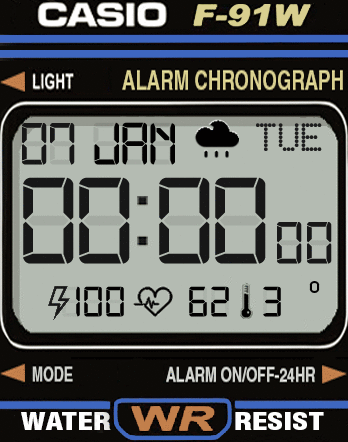 CASIO F-91W
LIGHT ALARM CHRONOGRAPH
07 JAN TUE
00:00 00
100 62 3 °
MODE ALARM ON/OFF-24HR
WATER WR RESIST